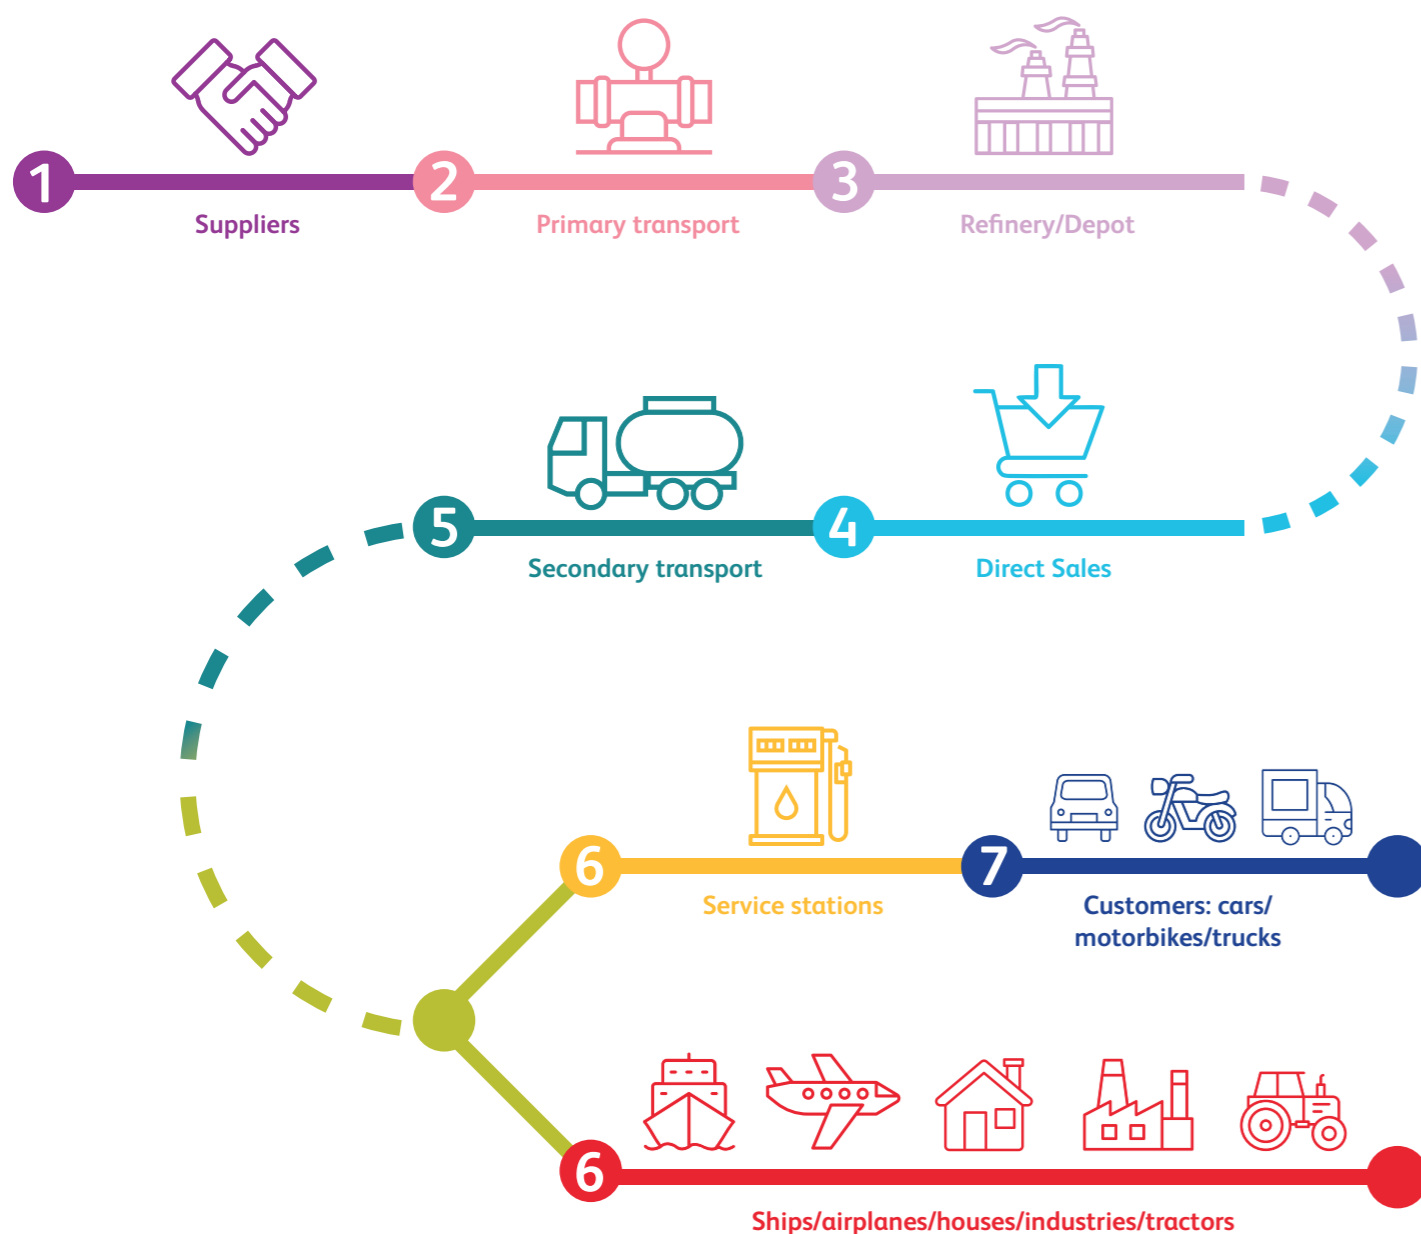 1
Suppliers
2
Primary transport
3
Refinery/Depot
4
Direct Sales
5
Secondary transport
6
Service stations
7
Customers: cars/
motorbikes/trucks
6
Ships/airplanes/houses/industries/tractors